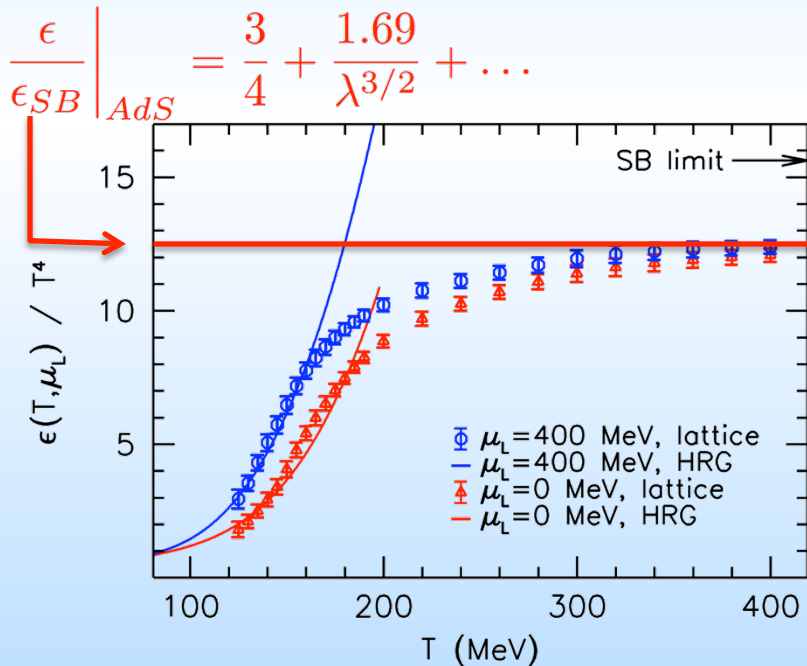 ϵ/ϵ_SB |_AdS = 3/4 + 1.69/λ^{3/2} + ...
SB limit
15
10
5
ϵ(T,μ_L) / T⁴
μ_L=400 MeV, lattice
μ_L=400 MeV, HRG
μ_L=0 MeV, lattice
μ_L=0 MeV, HRG
100 200 300 400
T (MeV)